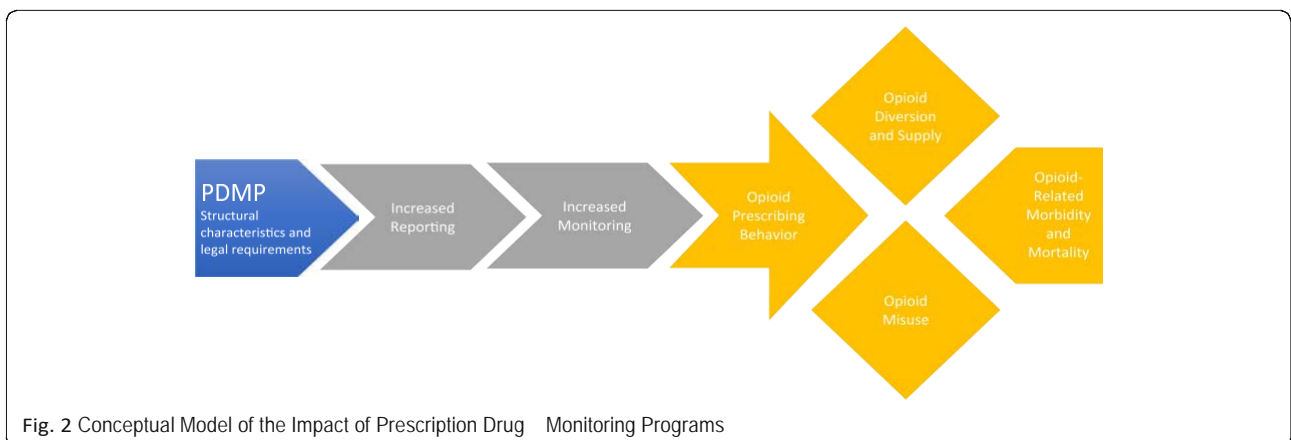 PDMP
Structural
characteristics and
legal requirements
Increased
Reporting
Increased
Monitoring
Opioid
Prescribing
Behavior
Opioid
Diversion
and Supply
Opioid
Misuse
Opioid-
Related
Morbidity
and
Mortality
Fig. 2 Conceptual Model of the Impact of Prescription Drug Monitoring Programs